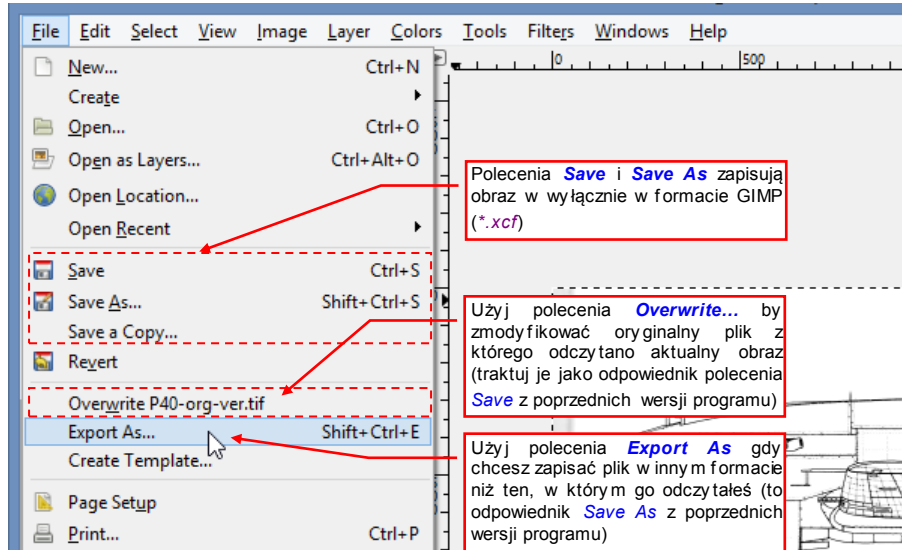 File Edit Select View Image Layer Colors Tools Filters Windows Help
0 500
New... Ctrl+N
Create
Open... Ctrl+O
Open as Layers... Ctrl+Alt+O
Open Location...
Open Recent
Save Ctrl+S
Save As... Shift+Ctrl+S
Save a Copy...
Revert
Overwrite P40-org-ver.tif
Export As... Shift+Ctrl+E
Create Template...
Page Setup
Print... Ctrl+P
Polecenia Save i Save As zapisują
obraz w wyłącznie w formacie GIMP
(*.xcf)
Użyj polecenia Overwrite... by
zmodyfikować oryginalny plik z
którego odczytano aktualny obraz
(traktuj je jako odpowiednik polecenia
Save z poprzednich wersji programu)
Użyj polecenia Export As gdy
chcesz zapisać plik w innym formacie
niż ten, w którym go odczytałeś (to
odpowiednik Save As z poprzednich
wersji programu)